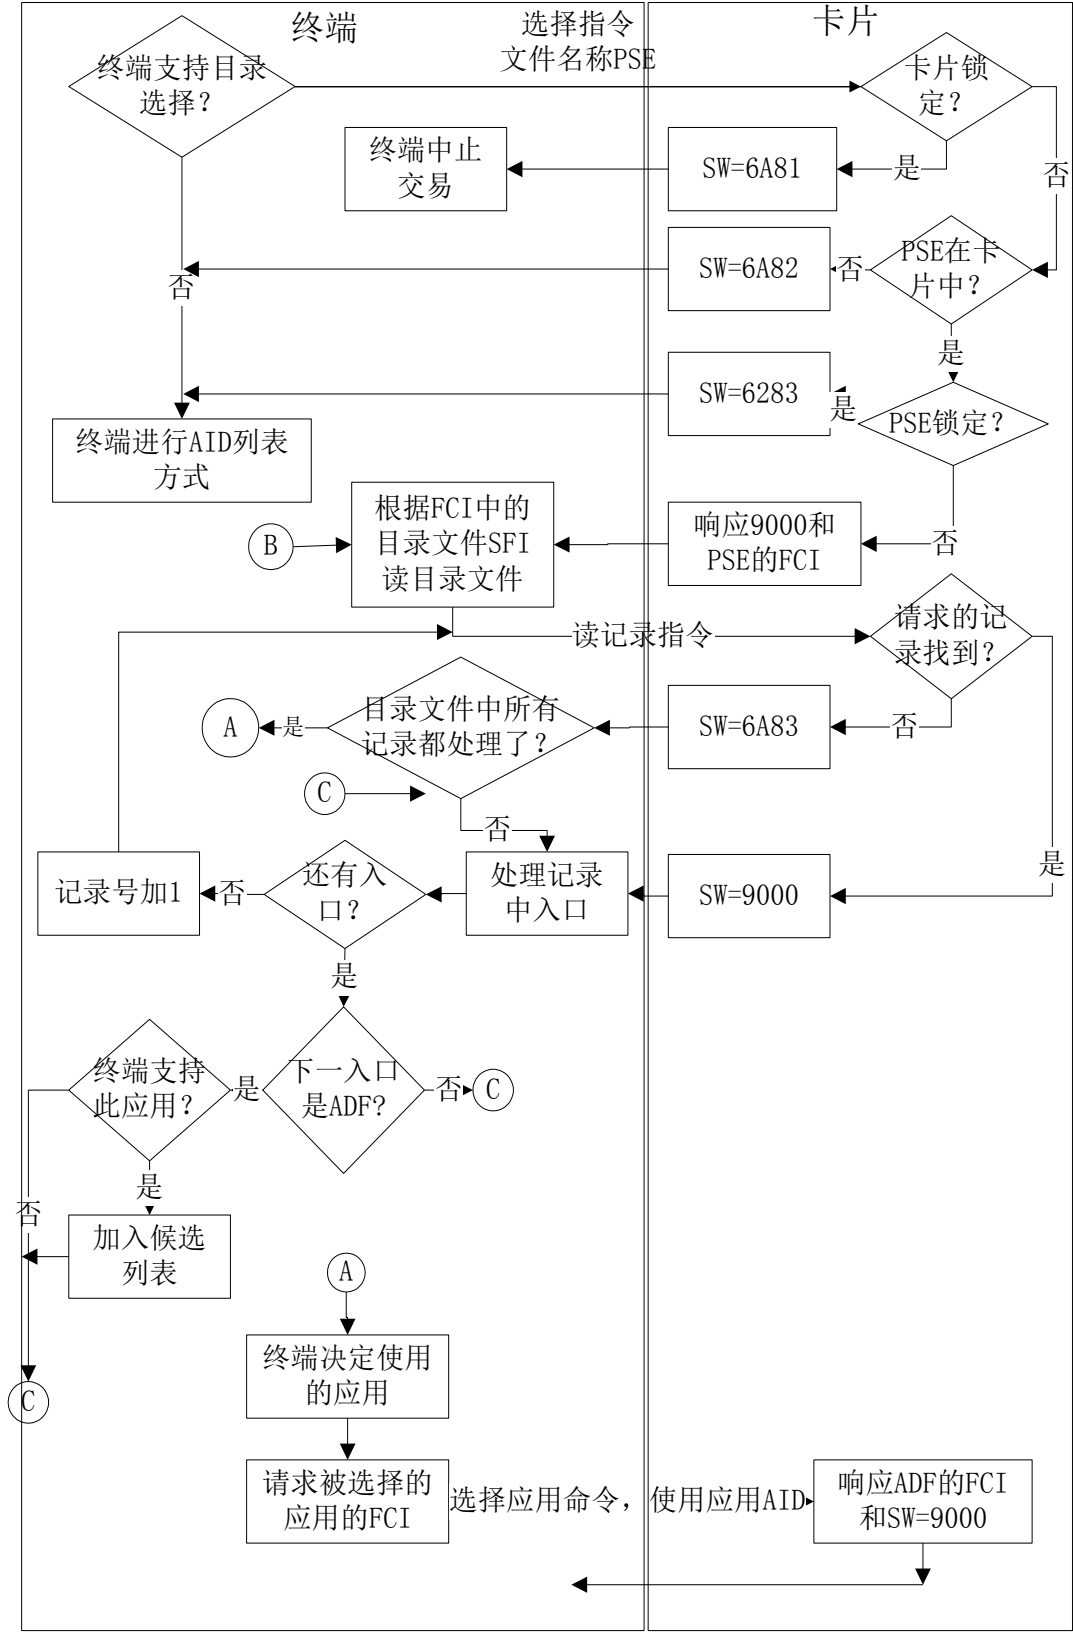 终端
选择指令
文件名称PSE
卡片
终端支持目录
选择?
卡片锁
定?
终端中止
交易
SW=6A81
是
否
SW=6A82
否
PSE在卡
片中?
否
是
SW=6283
是
PSE锁定?
终端进行AID列表
方式
B
根据FCI中的
目录文件SFI
读目录文件
响应9000和
PSE的FCI
否
读记录指令
请求的记
录找到?
A
是
目录文件中所有
记录都处理了?
SW=6A83
否
C
否
是
记录号加1
否
还有入
口?
处理记录
中入口
SW=9000
是
终端支持
此应用?
是
下一入口
是ADF?
否
C
是
否
加入候选
列表
A
C
终端决定使用
的应用
请求被选择的
应用的FCI
选择应用命令，使用应用AID
响应ADF的FCI
和SW=9000